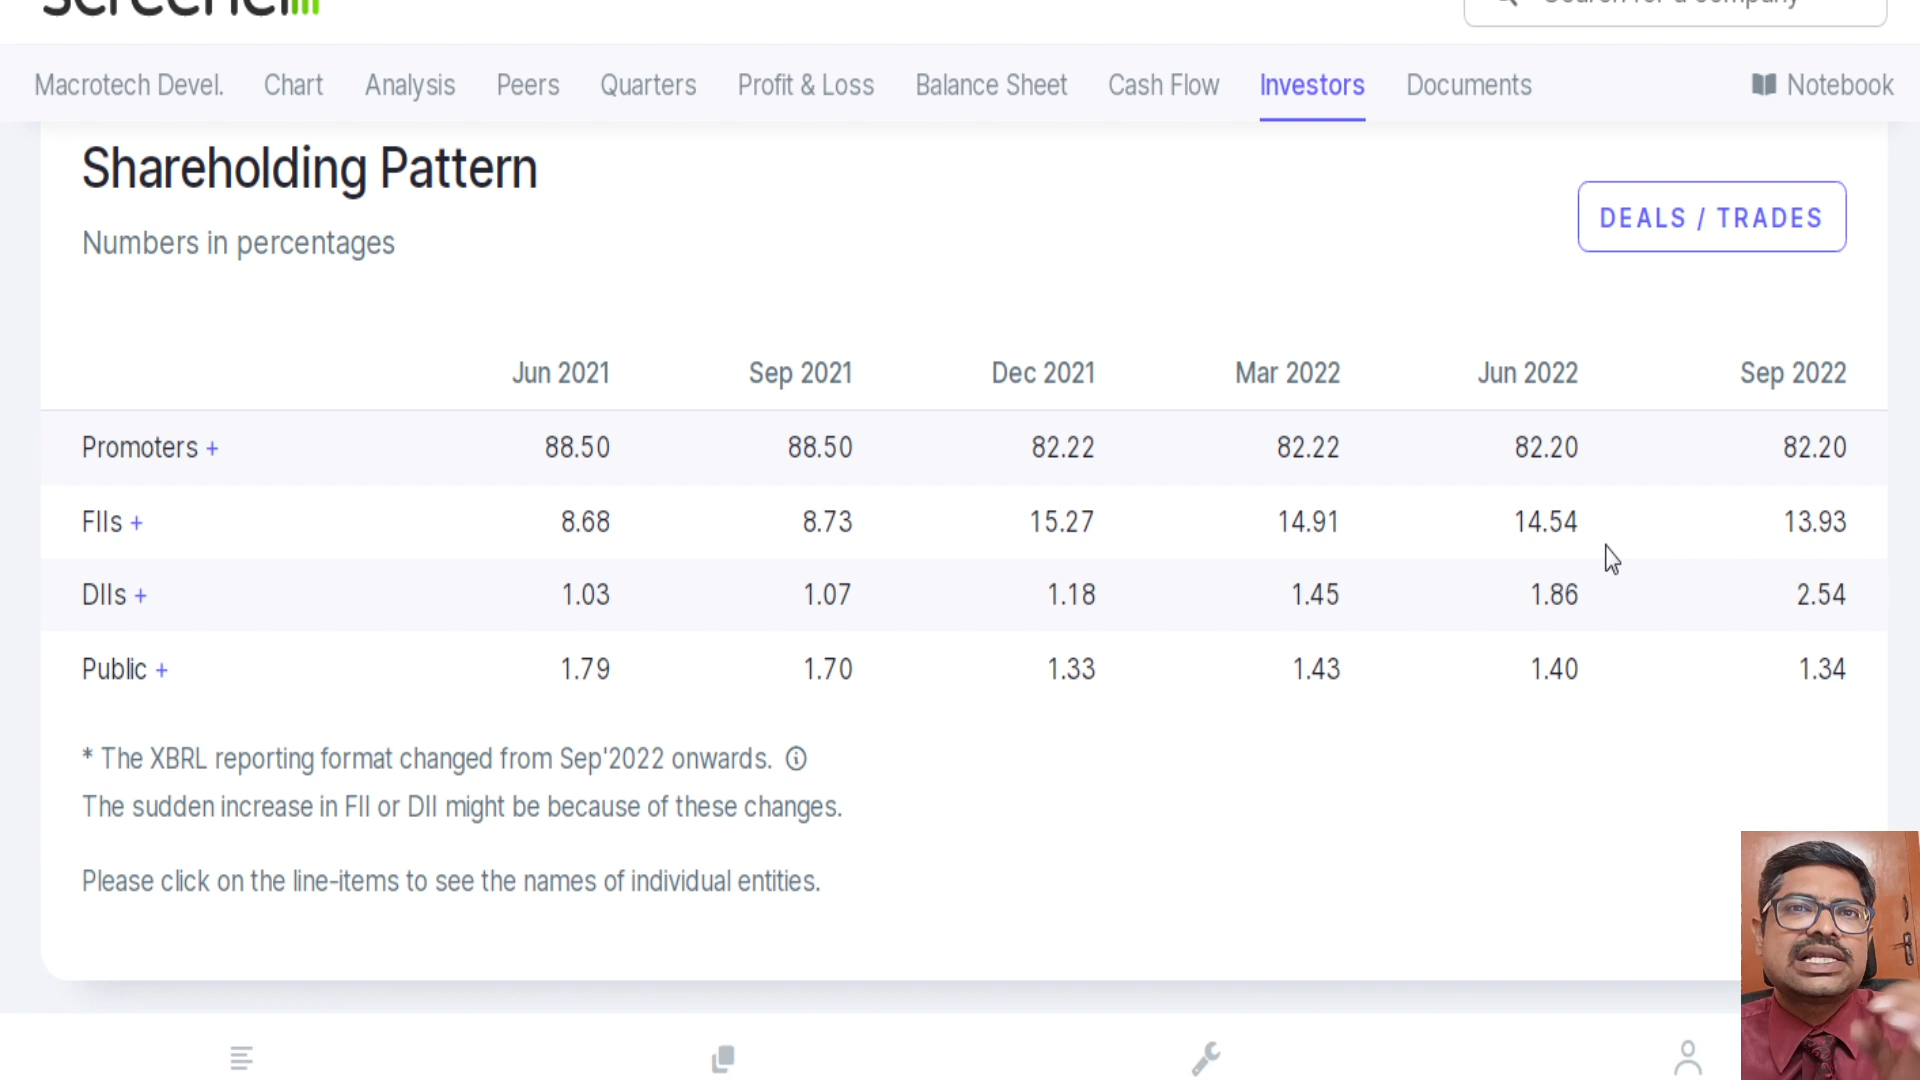 screener
Search for a company
Macrotech Devel. Chart Analysis Peers Quarters Profit & Loss Balance Sheet Cash Flow Investors Documents Notebook
Shareholding Pattern
DEALS / TRADES
Numbers in percentages
Jun 2021 Sep 2021 Dec 2021 Mar 2022 Jun 2022 Sep 2022
Promoters + 88.50 88.50 82.22 82.22 82.20 82.20
FIIs + 8.68 8.73 15.27 14.91 14.54 13.93
DIIs + 1.03 1.07 1.18 1.45 1.86 2.54
Public + 1.79 1.70 1.33 1.43 1.40 1.34
* The XBRL reporting format changed from Sep'2022 onwards.
The sudden increase in FII or DII might be because of these changes.
Please click on the line-items to see the names of individual entities.